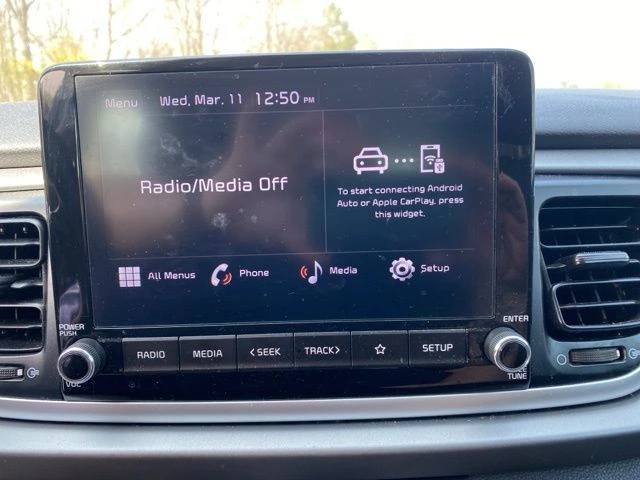 Menu Wed, Mar. 11 12:50 PM
Radio/Media Off
To start connecting Android
Auto or Apple CarPlay, press
this widget.
All Menus Phone Media Setup
POWER
PUSH
VOL
RADIO MEDIA < SEEK TRACK > SETUP
ENTER
TUNE